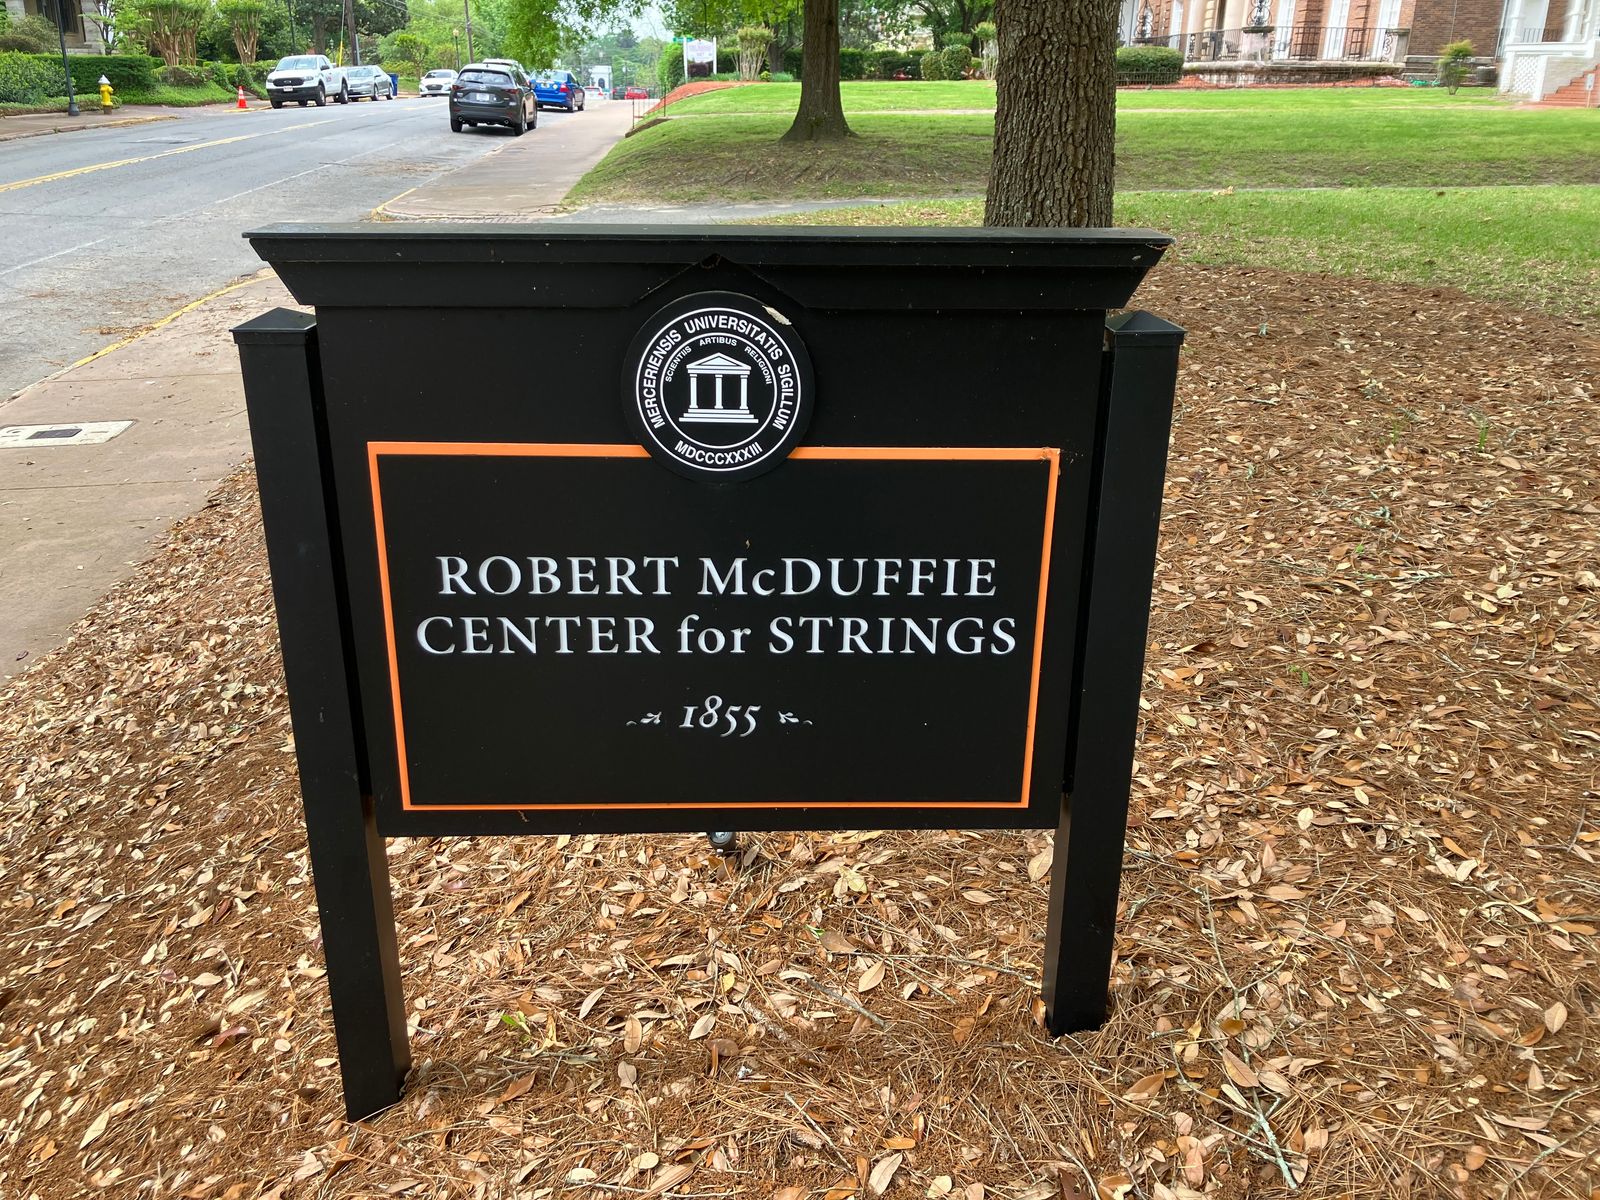 MERCERIENSIS UNIVERSITATIS SIGILLUM
SCIENTIIS ARTIBUS RELIGIONI
MDCCCXXXIII
ROBERT McDUFFIE
CENTER for STRINGS
1855